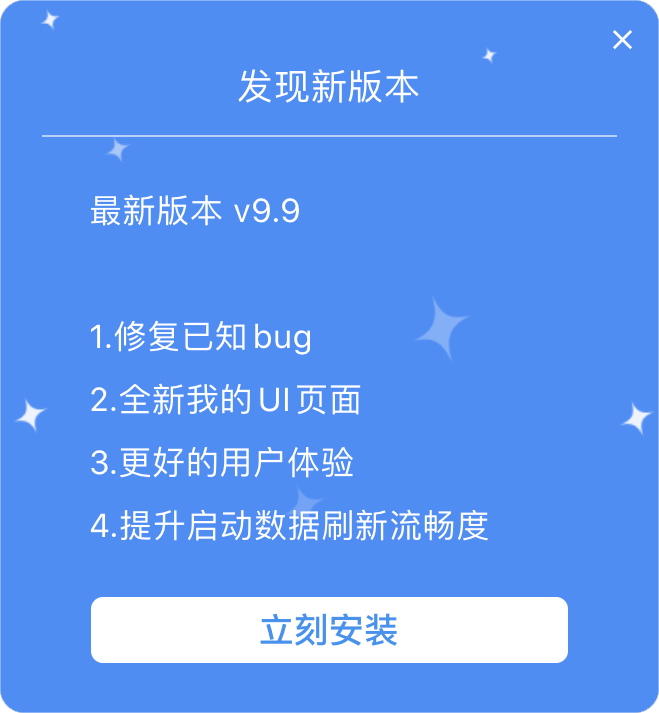 发现新版本
最新版本 v9.9
1.修复已知bug
2.全新我的UI页面
3.更好的用户体验
4.提升启动数据刷新流畅度
立刻安装